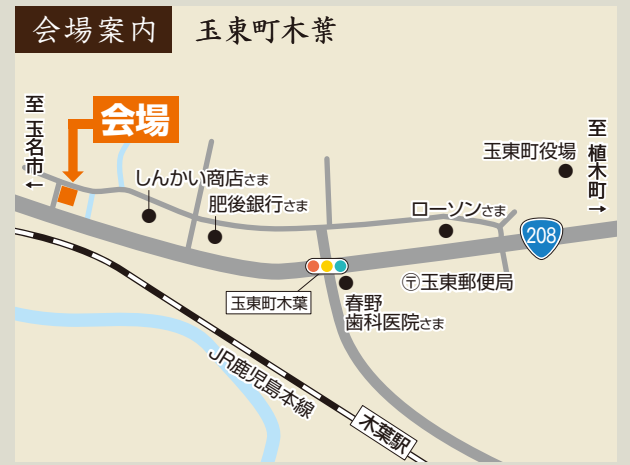 会場案内 玉東町木葉
至 玉名市 ←
会場
至 植木町 →
玉東町役場
しんかい商店さま
肥後銀行さま
ローソンさま
208
〒玉東郵便局
玉東町木葉
春野
歯科医院さま
JR鹿児島本線
木葉駅